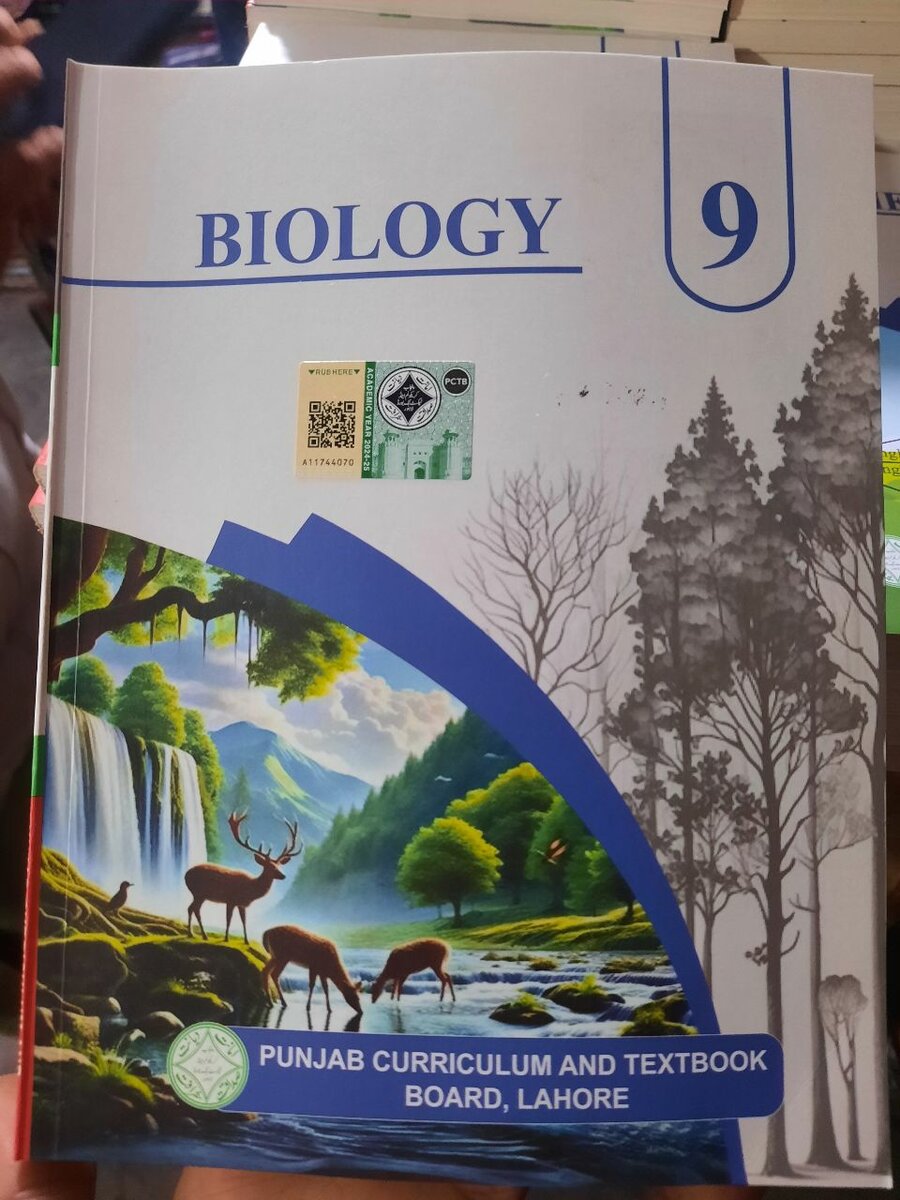 BIOLOGY
9
▼RUB HERE▼
A11744070
ACADEMIC YEAR 2024-25
PCTB
PUNJAB CURRICULUM AND TEXTBOOK
BOARD, LAHORE